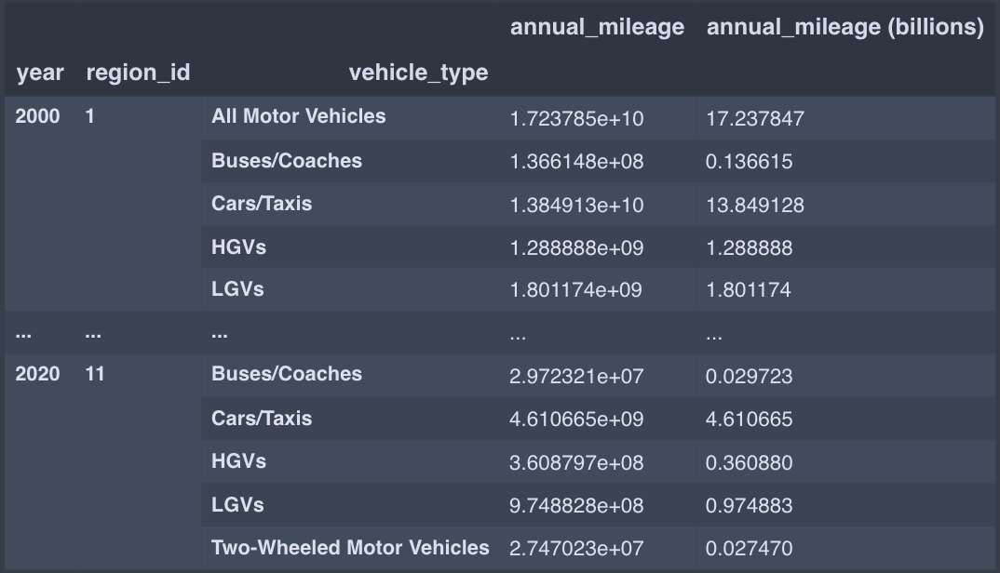 annual_mileage annual_mileage (billions)
year region_id vehicle_type
2000 1 All Motor Vehicles 1.723785e+10 17.237847
Buses/Coaches 1.366148e+08 0.136615
Cars/Taxis 1.384913e+10 13.849128
HGVs 1.288888e+09 1.288888
LGVs 1.801174e+09 1.801174
... ... ... ... ...
2020 11 Buses/Coaches 2.972321e+07 0.029723
Cars/Taxis 4.610665e+09 4.610665
HGVs 3.608797e+08 0.360880
LGVs 9.748828e+08 0.974883
Two-Wheeled Motor Vehicles 2.747023e+07 0.027470